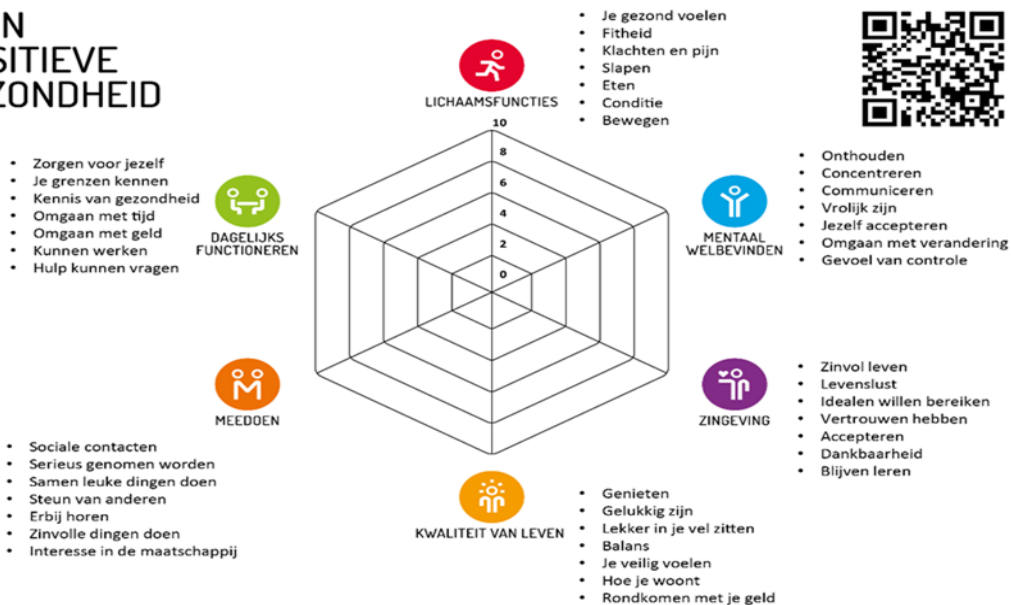 N
SITIEVE
ZONDHEID
LICHAAMSFUNCTIES
• Je gezond voelen
• Fitheid
• Klachten en pijn
• Slapen
• Eten
• Conditie
• Bewegen
MENTAAL
WELBEVINDEN
• Onthouden
• Concentreren
• Communiceren
• Vrolijk zijn
• Jezelf accepteren
• Omgaan met verandering
• Gevoel van controle
ZINGEVING
• Zinvol leven
• Levenslust
• Idealen willen bereiken
• Vertrouwen hebben
• Accepteren
• Dankbaarheid
• Blijven leren
KWALITEIT VAN LEVEN
• Genieten
• Gelukkig zijn
• Lekker in je vel zitten
• Balans
• Je veilig voelen
• Hoe je woont
• Rondkomen met je geld
MEEDOEN
• Sociale contacten
• Serieus genomen worden
• Samen leuke dingen doen
• Steun van anderen
• Erbij horen
• Zinvolle dingen doen
• Interesse in de maatschappij
DAGELIJKS
FUNCTIONEREN
• Zorgen voor jezelf
• Je grenzen kennen
• Kennis van gezondheid
• Omgaan met tijd
• Omgaan met geld
• Kunnen werken
• Hulp kunnen vragen
10
8
6
4
2
0